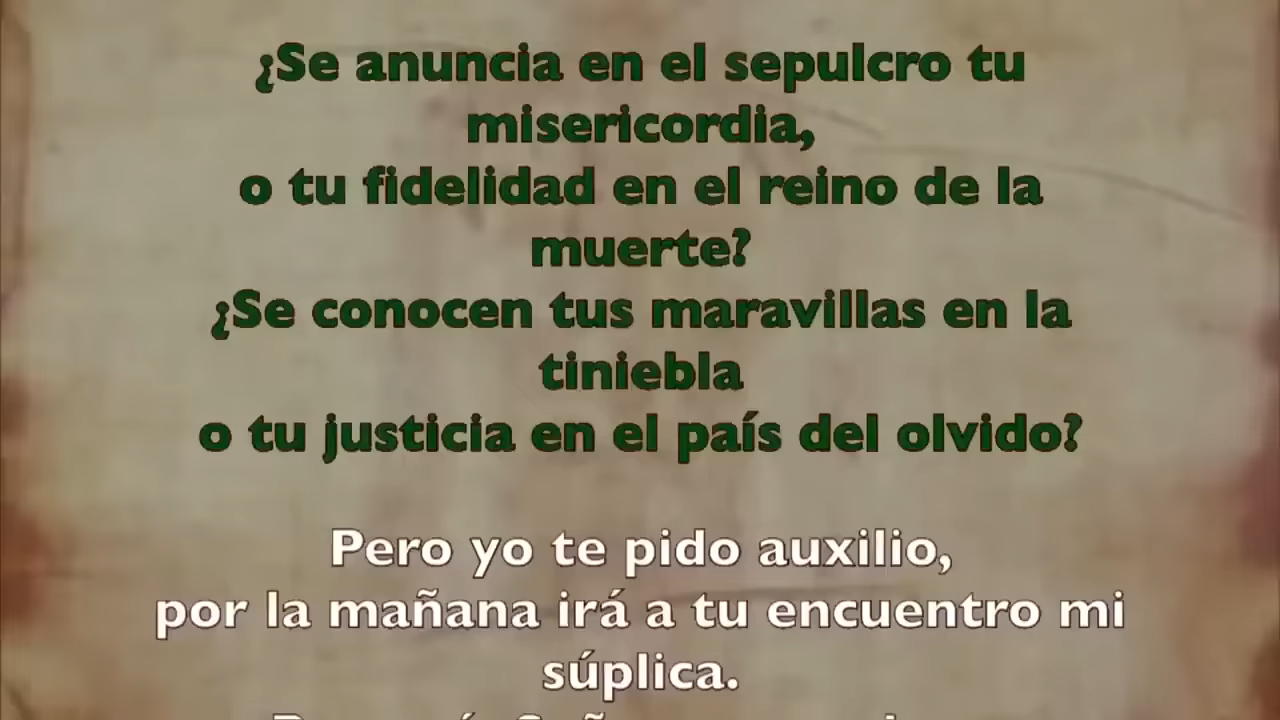 ¿Se anuncia en el sepulcro tu
misericordia,
o tu fidelidad en el reino de la
muerte?
¿Se conocen tus maravillas en la
tiniebla
o tu justicia en el país del olvido?
Pero yo te pido auxilio,
por la mañana irá a tu encuentro mi
súplica.